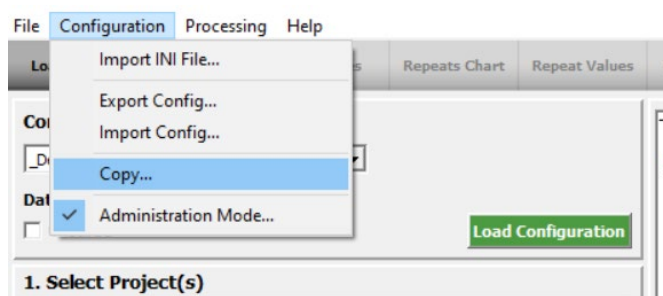 File Configuration Processing Help
Import INI File...
Repeats Chart Repeat Values
Export Config...
Import Config...
Copy...
Administration Mode...
Load Configuration
1. Select Project(s)